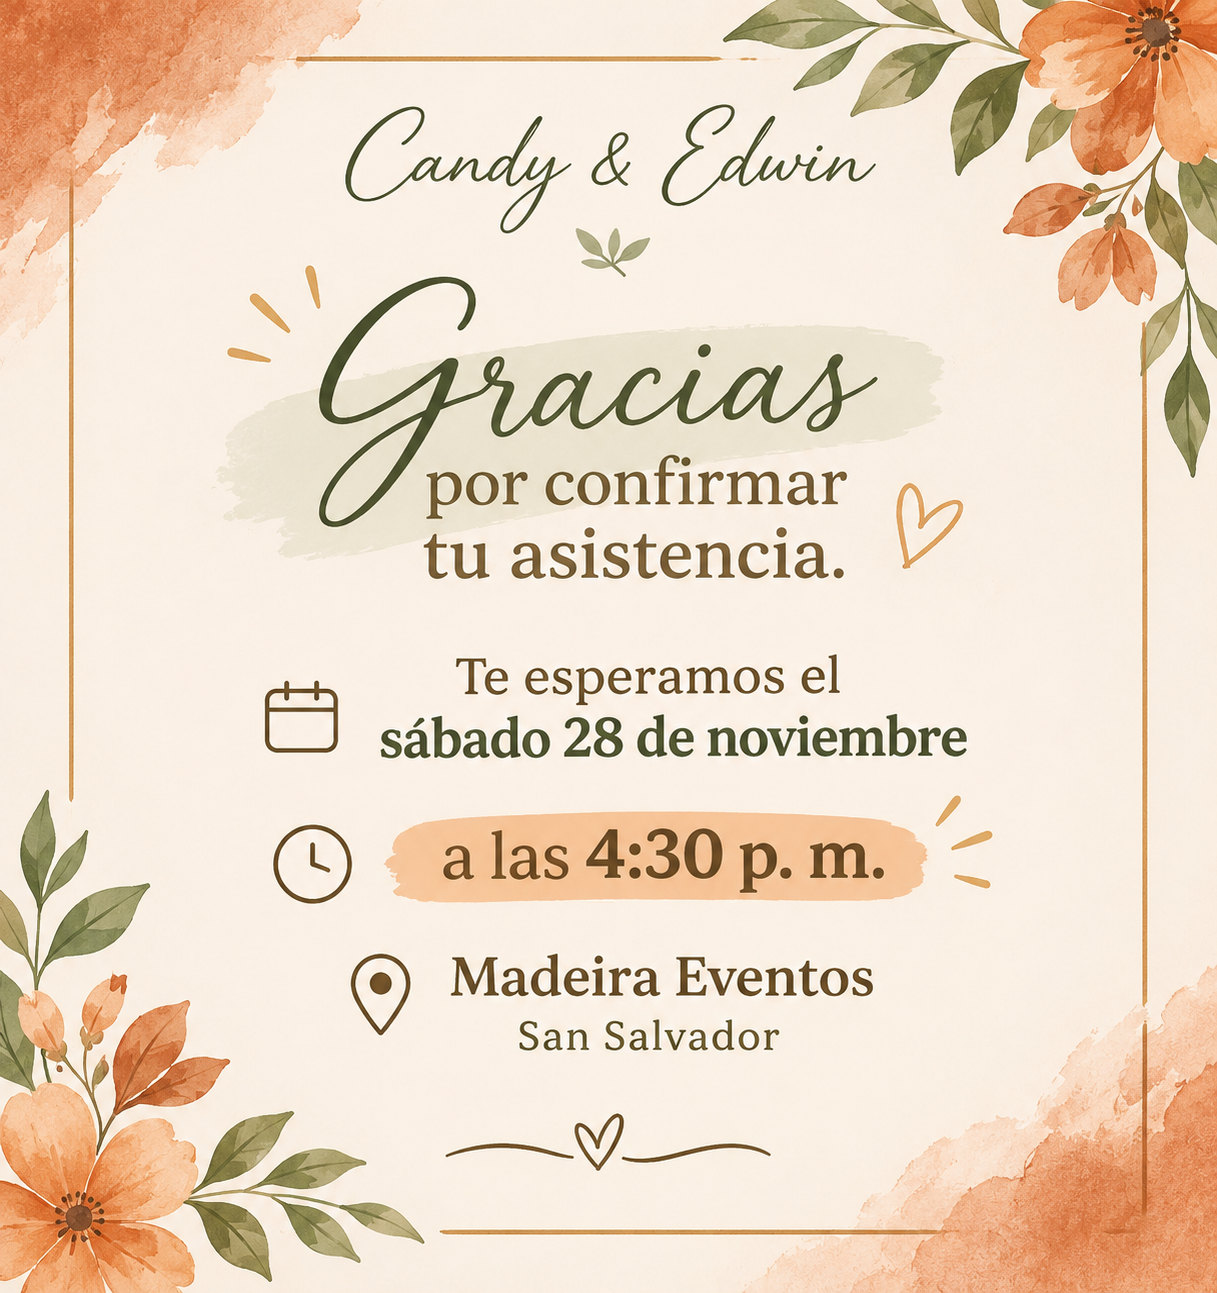 Candy & Edwin
Gracias
por confirmar
tu asistencia.
Te esperamos el
sábado 28 de noviembre
a las 4:30 p. m.
Madeira Eventos
San Salvador